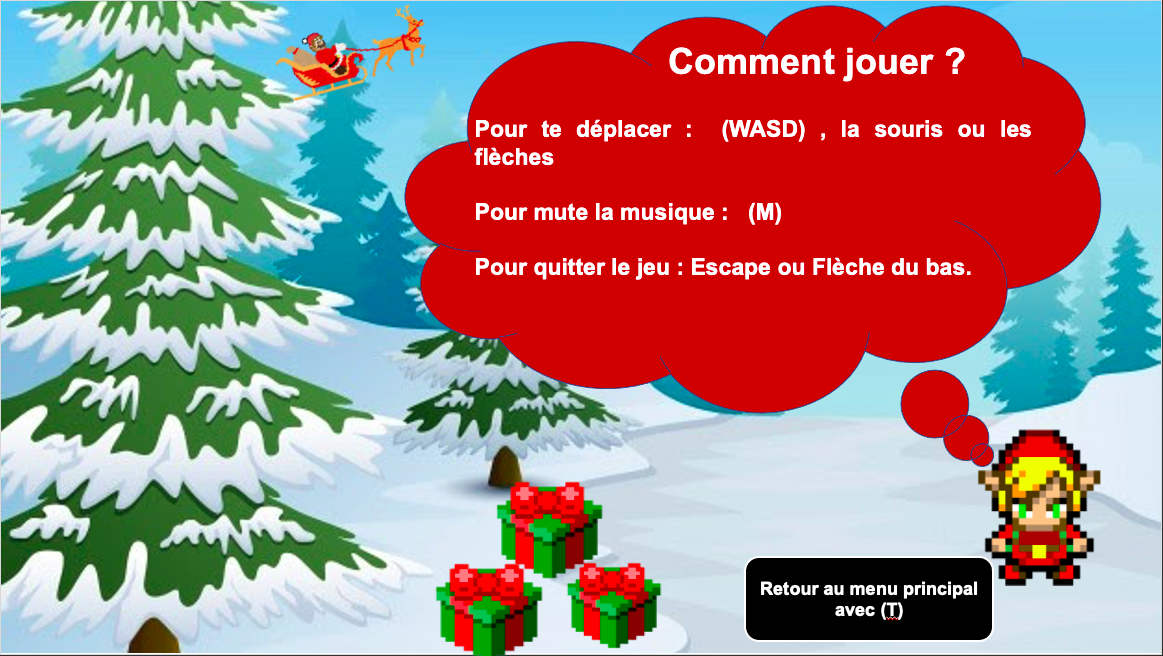 Comment jouer ?
Pour te déplacer : (WASD) , la souris ou les
flèches
Pour mute la musique : (M)
Pour quitter le jeu : Escape ou Flèche du bas.
Retour au menu principal
avec (T)